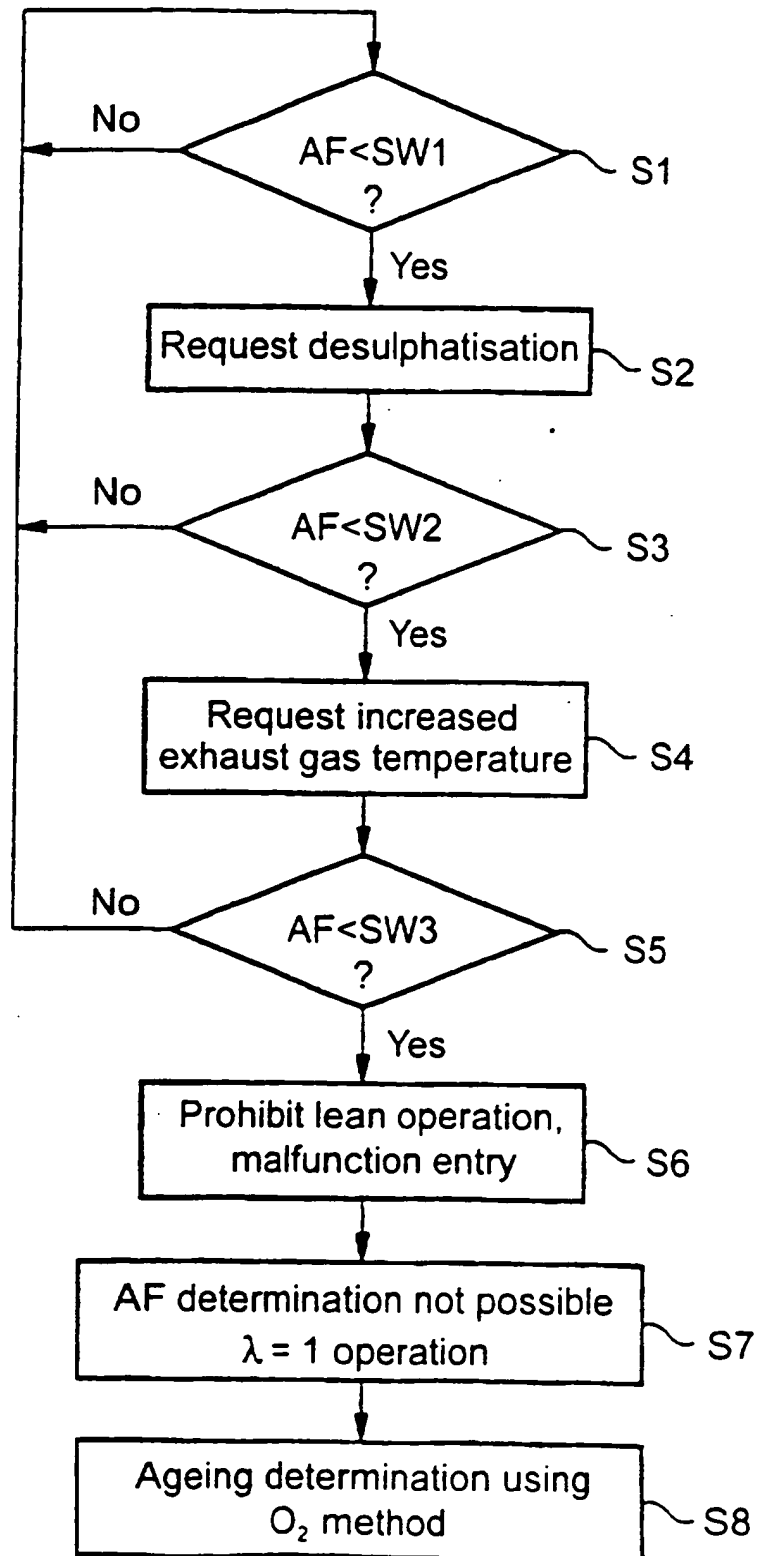 No
AF<SW1
?
S1
Yes
Request desulphatisation
S2
No
AF<SW2
?
S3
Yes
Request increased
exhaust gas temperature
S4
No
AF<SW3
?
S5
Yes
Prohibit lean operation,
malfunction entry
S6
AF determination not possible
λ = 1 operation
S7
Ageing determination using
O₂ method
S8